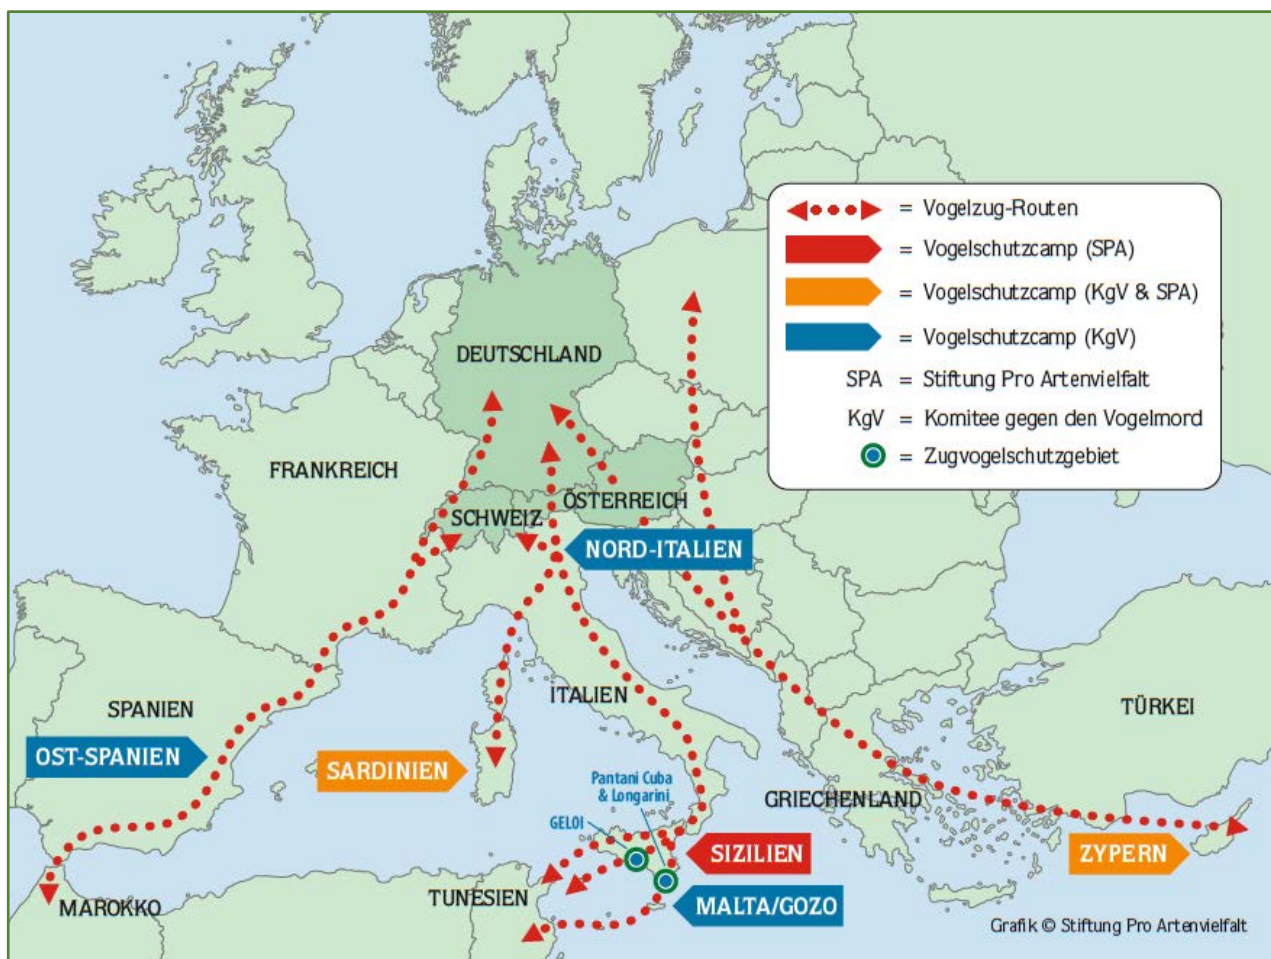 = Vogelzug-Routen
= Vogelschutzcamp (SPA)
= Vogelschutzcamp (KgV & SPA)
= Vogelschutzcamp (KgV)
SPA = Stiftung Pro Artenvielfalt
KgV = Komitee gegen den Vogelmord
= Zugvogelschutzgebiet
DEUTSCHLAND
FRANKREICH
ÖSTERREICH
SCHWEIZ
NORD-ITALIEN
ITALIEN
SPANIEN
TÜRKEI
OST-SPANIEN
SARDINIEN
Pantani Cuba
& Longarini
GRIECHENLAND
GELOI
SIZILIEN
ZYPERN
TUNESIEN
MAROKKO
MALTA/GOZO
Grafik © Stiftung Pro Artenvielfalt